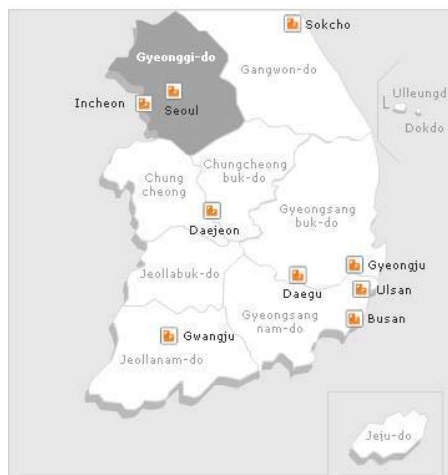 Sokcho
Gyeonggi-do
Gangwon-do
Ulleungd
Incheon
Seoul
Dokdo
Chung
cheong
Chungcheong
buk-do
Gyeongsang
buk-do
Daejeon
Gyeongju
Jeollabuk-do
Daegu
Ulsan
Gyeongsang
nam-do
Busan
Gwangju
Jeollanam-do
Jeju-do